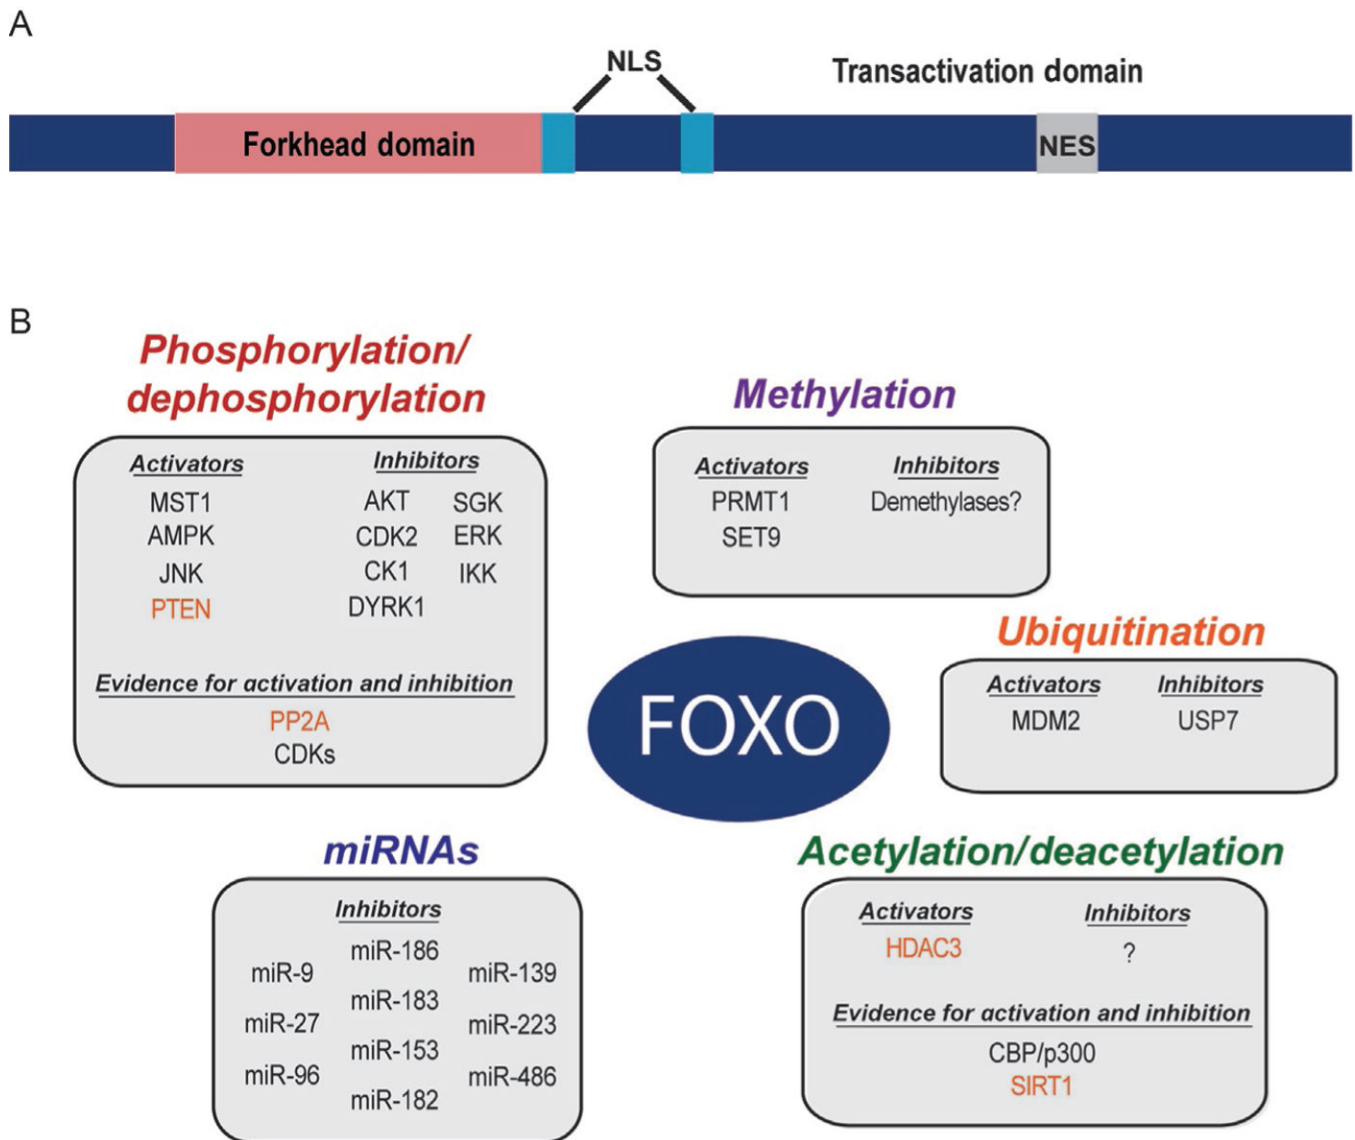 A
NLS
Transactivation domain
Forkhead domain
NES
B
Phosphorylation/
dephosphorylation
Activators
Inhibitors
MST1
AKT
SGK
AMPK
CDK2
ERK
JNK
CK1
IKK
PTEN
DYRK1
Evidence for activation and inhibition
PP2A
CDKs
Methylation
Activators
Inhibitors
PRMT1
Demethylases?
SET9
FOXO
Ubiquitination
Activators
Inhibitors
MDM2
USP7
miRNAs
Inhibitors
miR-186
miR-9
miR-139
miR-183
miR-27
miR-223
miR-153
miR-96
miR-486
miR-182
Acetylation/deacetylation
Activators
Inhibitors
HDAC3
?
Evidence for activation and inhibition
CBP/p300
SIRT1